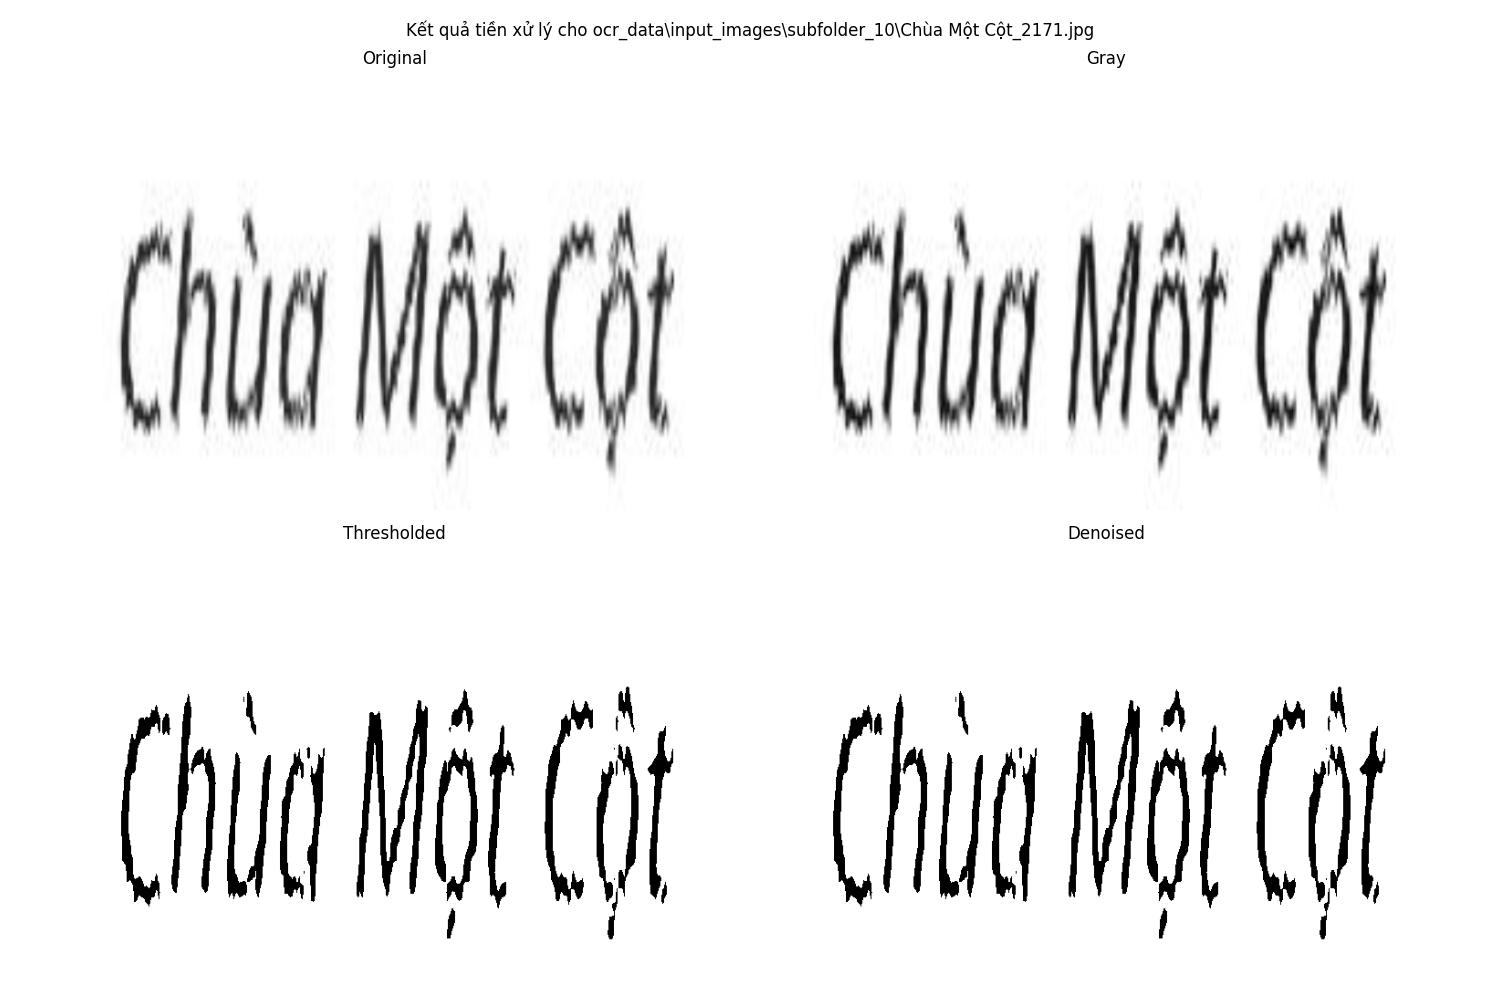 Kết quả tiền xử lý cho ocr_data\input_images\subfolder_10\Chùa Một Cột_2171.jpg
Original
Gray
Chùa Một Cột
Chùa Một Cột
Thresholded
Denoised
Chùa Một Cột
Chùa Một Cột